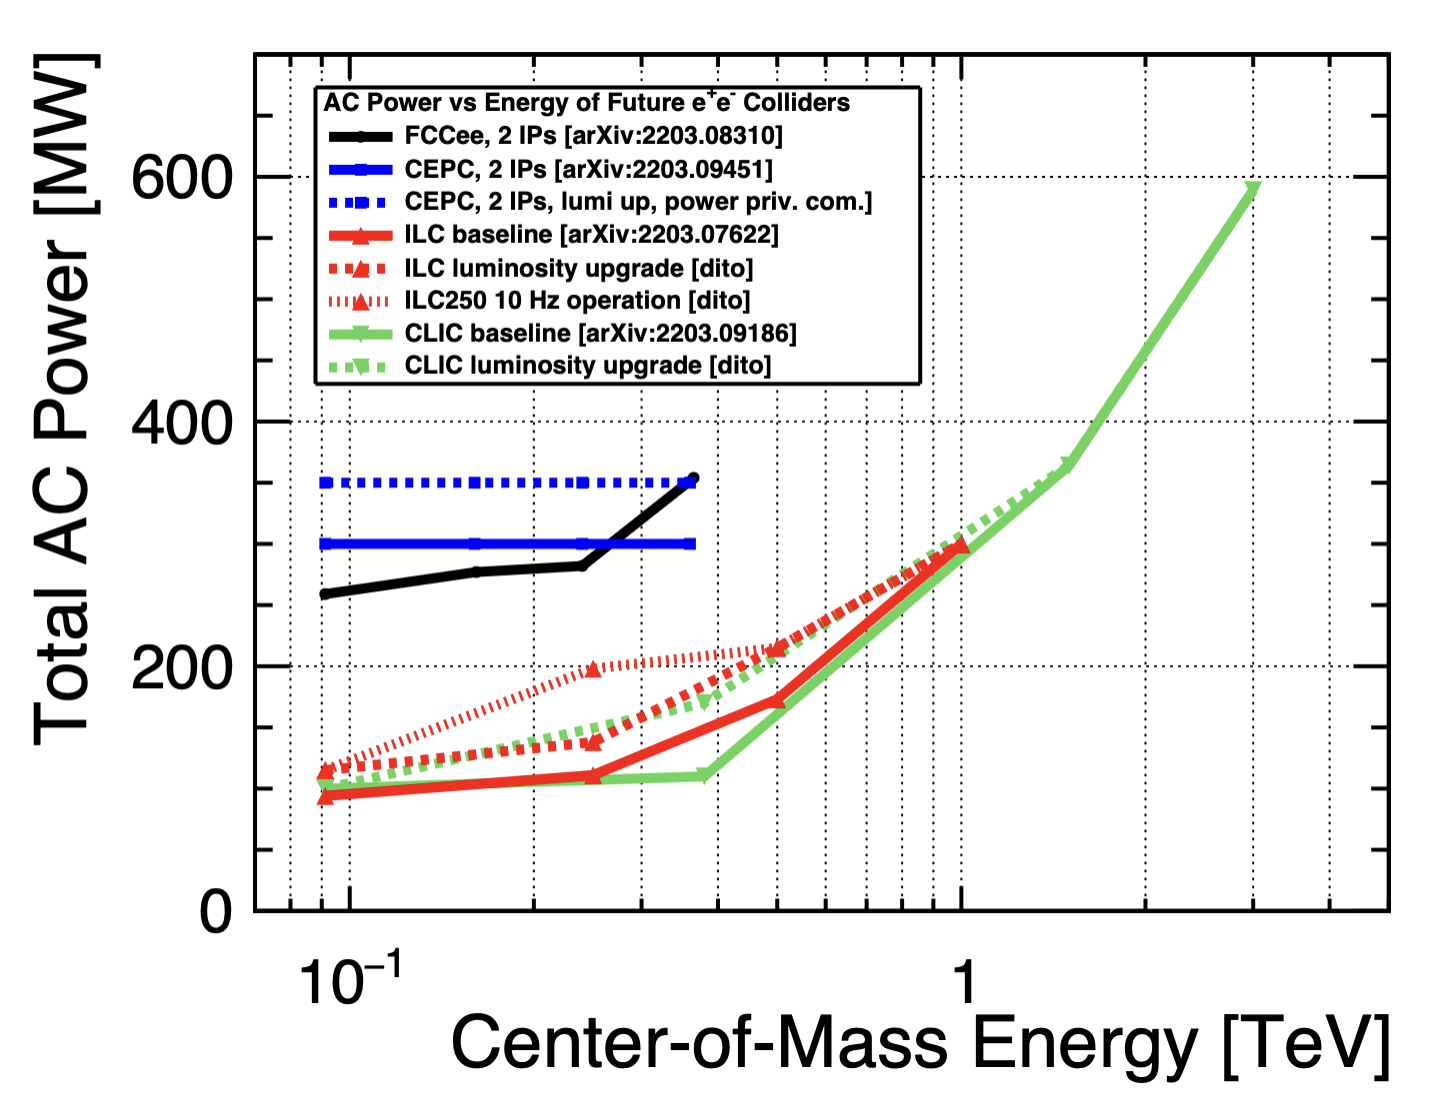 Total AC Power [MW]
600
400
200
0
AC Power vs Energy of Future e⁺e⁻ Colliders
FCCee, 2 IPs [arXiv:2203.08310]
CEPC, 2 IPs [arXiv:2203.09451]
CEPC, 2 IPs, lumi up, power priv. com.]
ILC baseline [arXiv:2203.07622]
ILC luminosity upgrade [dito]
ILC250 10 Hz operation [dito]
CLIC baseline [arXiv:2203.09186]
CLIC luminosity upgrade [dito]
10⁻¹
1
Center-of-Mass Energy [TeV]